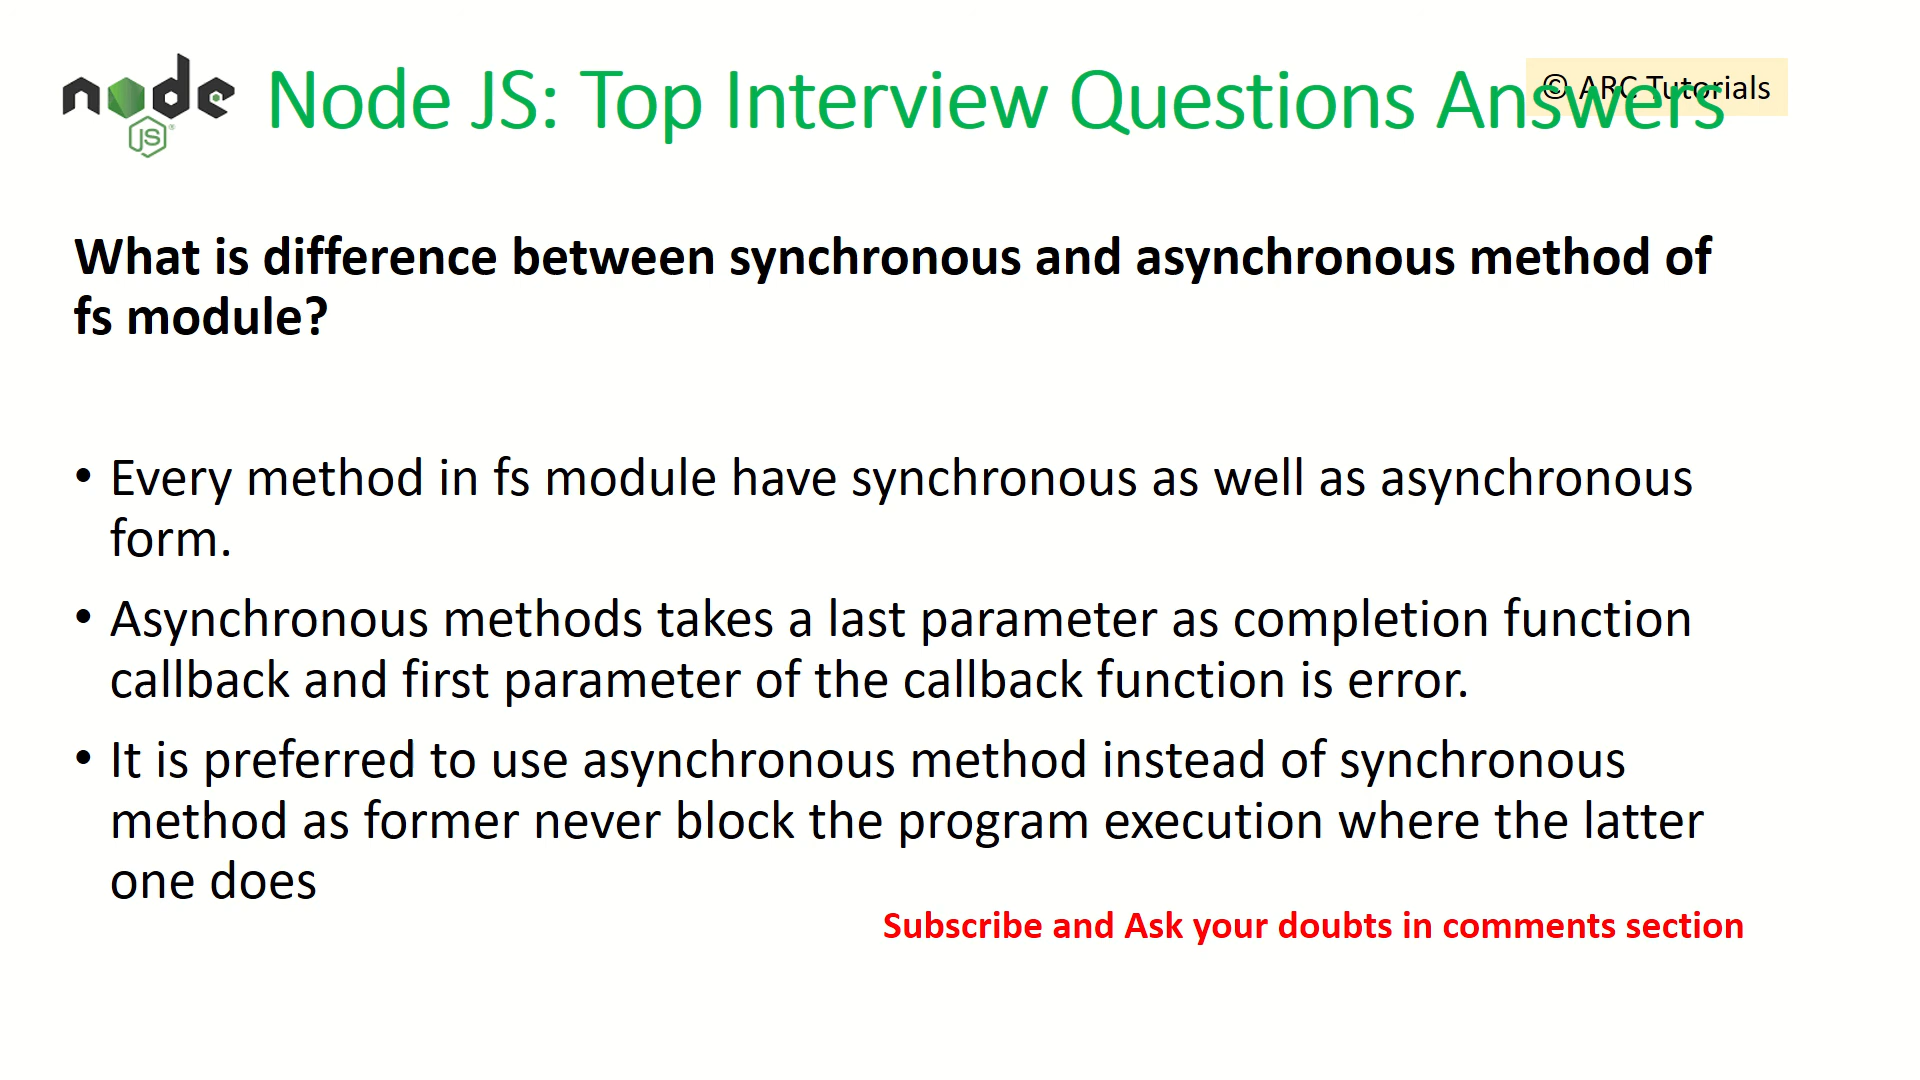 node
JS
Node JS: Top Interview Questions Answers
© ARC Tutorials
What is difference between synchronous and asynchronous method of
fs module?
• Every method in fs module have synchronous as well as asynchronous
form.
• Asynchronous methods takes a last parameter as completion function
callback and first parameter of the callback function is error.
• It is preferred to use asynchronous method instead of synchronous
method as former never block the program execution where the latter
one does
Subscribe and Ask your doubts in comments section